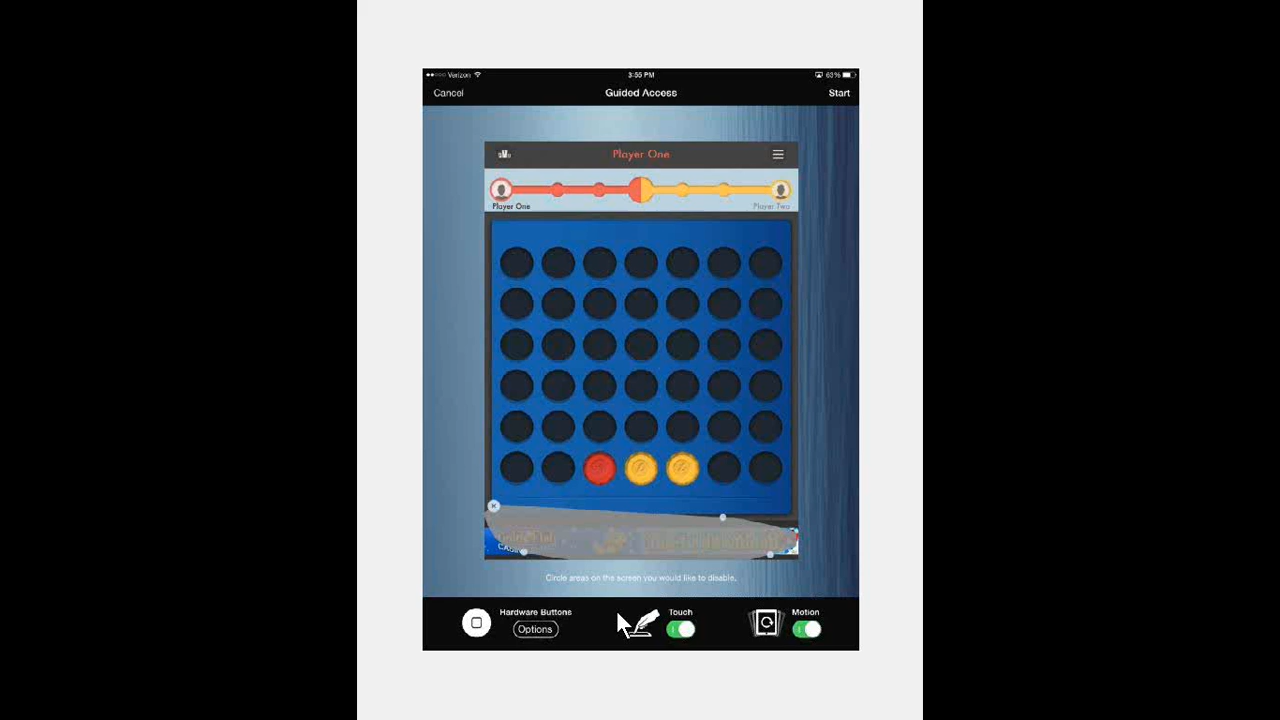 Verizon 3:55 PM 63%
Cancel Guided Access Start
Player One
Player One Player Two
Circle areas on the screen you would like to disable.
Hardware Buttons Touch Motion
Options